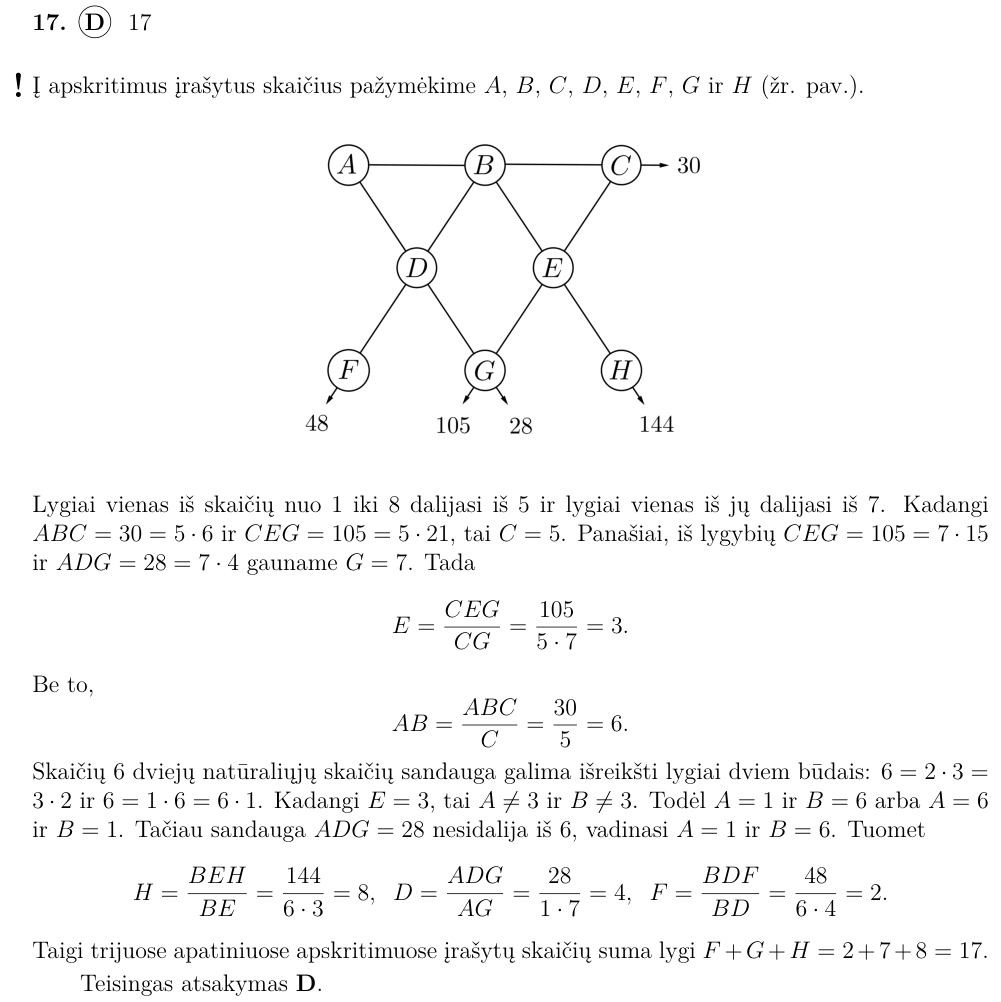 17. D 17
! Į apskritimus įrašytus skaičius pažymėkime A, B, C, D, E, F, G ir H (žr. pav.).
A B C 30
D E
F G H
48 105 28 144
Lygiai vienas iš skaičių nuo 1 iki 8 dalijasi iš 5 ir lygiai vienas iš jų dalijasi iš 7. Kadangi
ABC = 30 = 5 · 6 ir CEG = 105 = 5 · 21, tai C = 5. Panašiai, iš lygybių CEG = 105 = 7 · 15
ir ADG = 28 = 7 · 4 gauname G = 7. Tada
E = CEG/CG = 105/(5 · 7) = 3.
Be to,
AB = ABC/C = 30/5 = 6.
Skaičių 6 dviejų natūraliųjų skaičių sandauga galima išreikšti lygiai dviem būdais: 6 = 2 · 3 =
3 · 2 ir 6 = 1 · 6 = 6 · 1. Kadangi E = 3, tai A ≠ 3 ir B ≠ 3. Todėl A = 1 ir B = 6 arba A = 6
ir B = 1. Tačiau sandauga ADG = 28 nesidalija iš 6, vadinasi A = 1 ir B = 6. Tuomet
H = BEH/BE = 144/(6 · 3) = 8, D = ADG/AG = 28/(1 · 7) = 4, F = BDF/BD = 48/(6 · 4) = 2.
Taigi trijuose apatiniuose apskritimuose įrašytų skaičių suma lygi F + G + H = 2 + 7 + 8 = 17.
Teisingas atsakymas D.